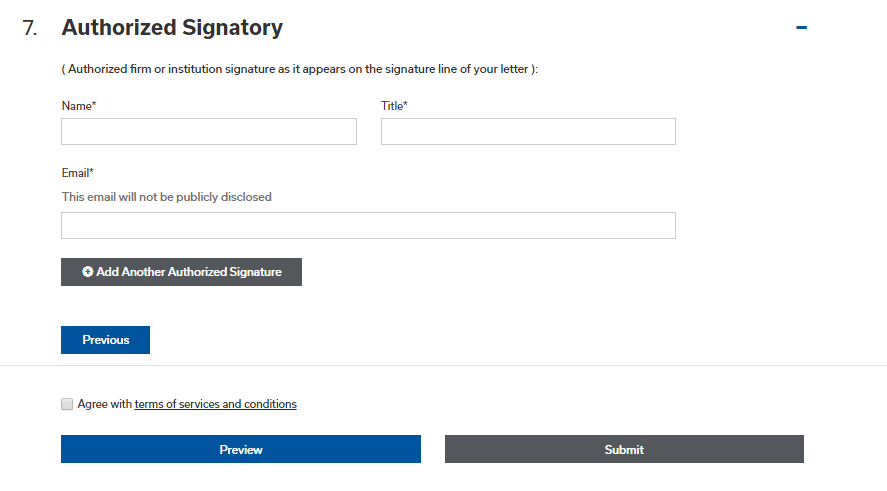 7. Authorized Signatory
( Authorized firm or institution signature as it appears on the signature line of your letter ):
Name* Title*
Email*
This email will not be publicly disclosed
Add Another Authorized Signature
Previous
Agree with terms of services and conditions
Preview Submit